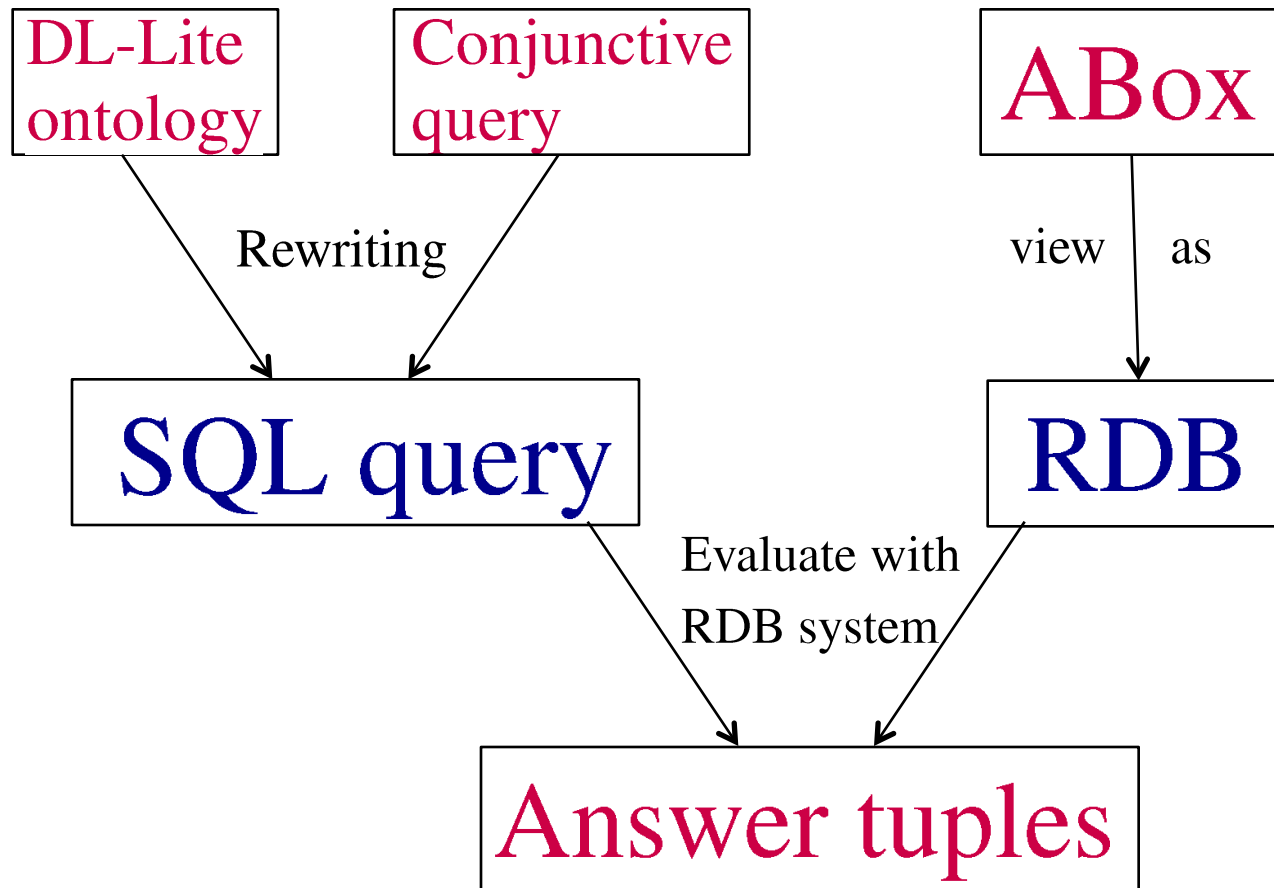 DL-Lite
ontology
Conjunctive
query
ABox
Rewriting
view as
SQL query
RDB
Evaluate with
RDB system
Answer tuples